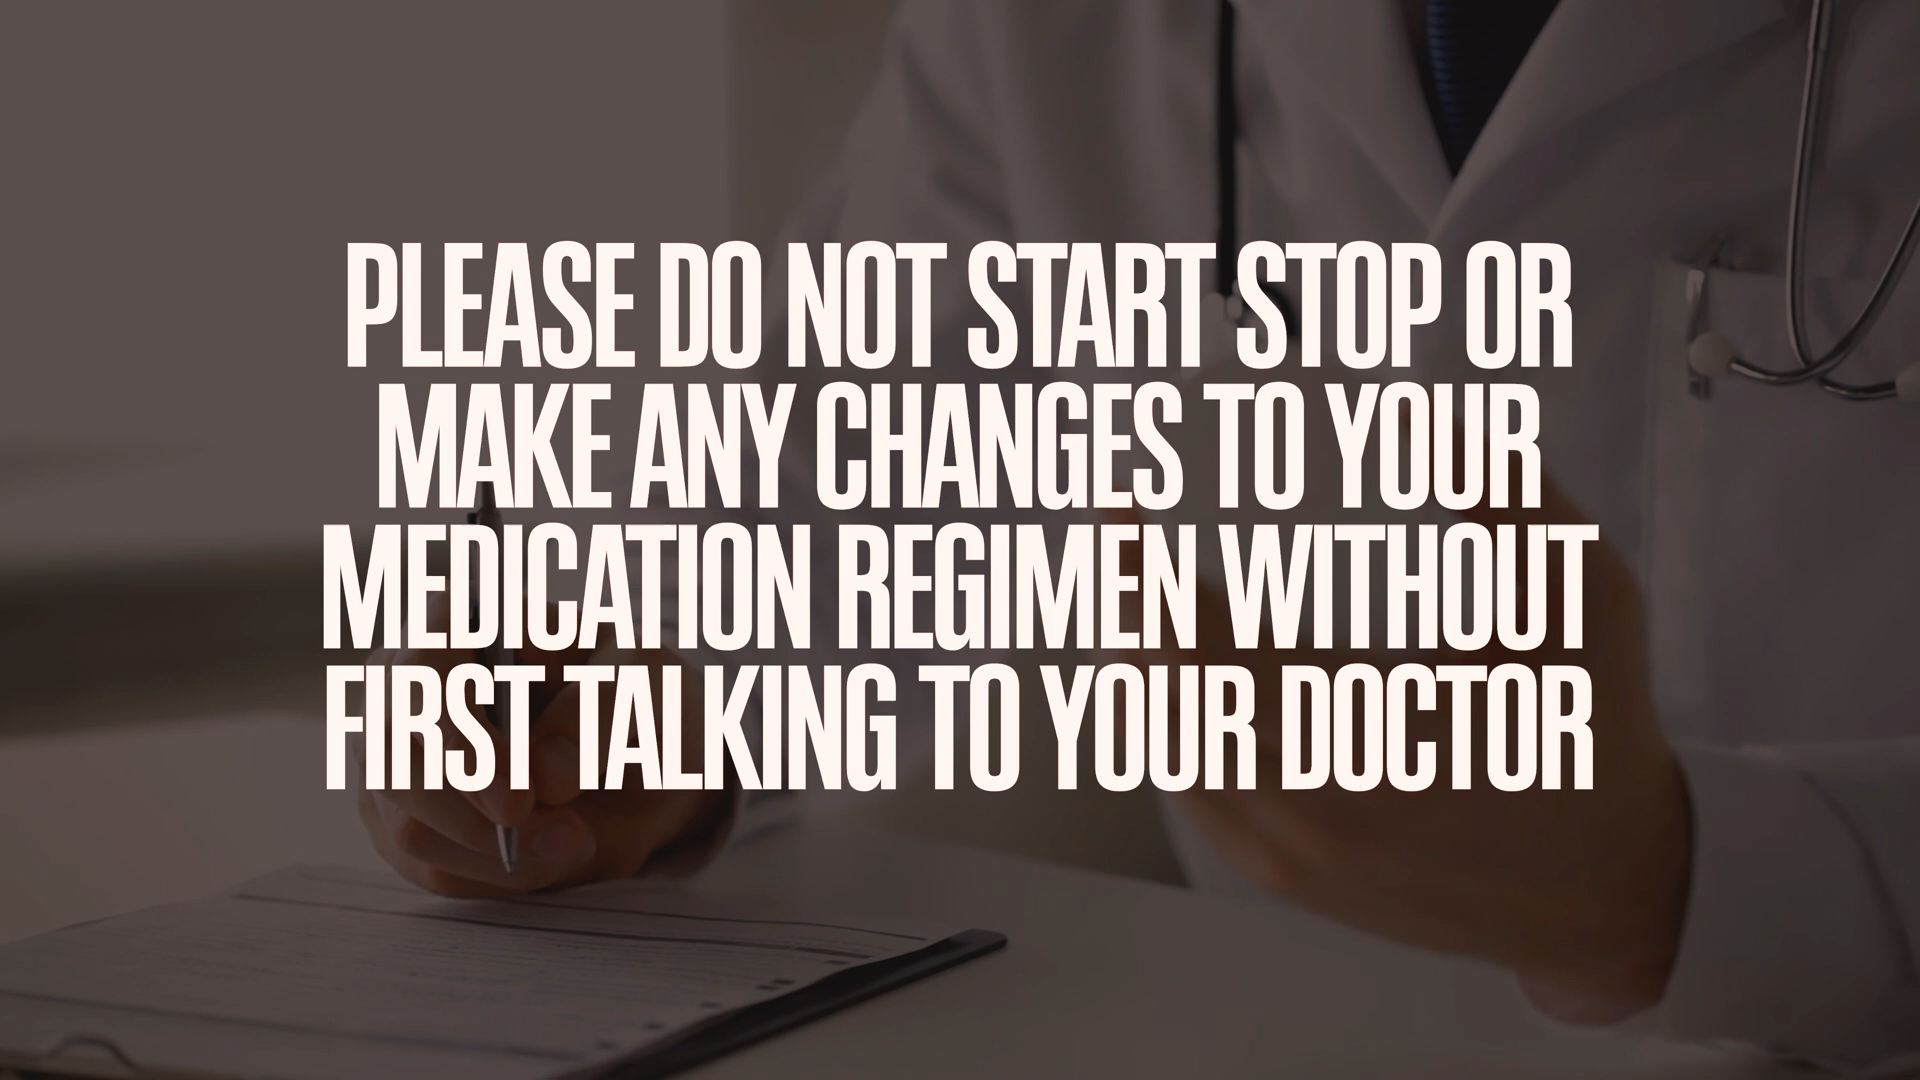 PLEASE DO NOT START STOP OR
MAKE ANY CHANGES TO YOUR
MEDICATION REGIMEN WITHOUT
FIRST TALKING TO YOUR DOCTOR